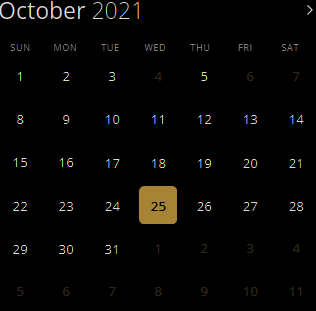 October 2021
SUN MON TUE WED THU FRI SAT
1 2 3 4 5 6 7
8 9 10 11 12 13 14
15 16 17 18 19 20 21
22 23 24 25 26 27 28
29 30 31 1 2 3 4
5 6 7 8 9 10 11